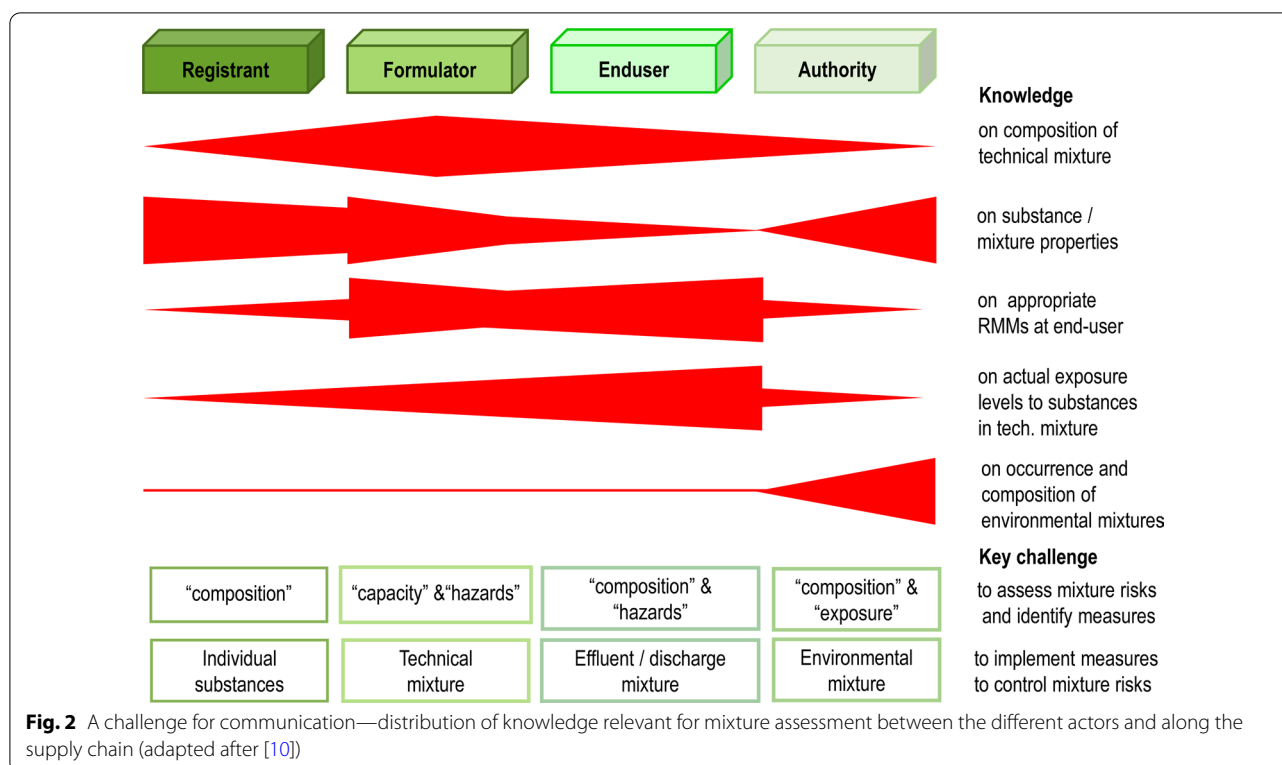 Registrant
Formulator
Enduser
Authority
Knowledge
on composition of
technical mixture
on substance /
mixture properties
on appropriate
RMMs at end-user
on actual exposure
levels to substances
in tech. mixture
on occurrence and
composition of
environmental mixtures
Key challenge
“composition”
“capacity” &“hazards”
“composition” &
“hazards”
“composition” &
“exposure”
to assess mixture risks
and identify measures
Individual
substances
Technical
mixture
Effluent / discharge
mixture
Environmental
mixture
to implement measures
to control mixture risks
Fig. 2 A challenge for communication—distribution of knowledge relevant for mixture assessment between the different actors and along the
supply chain (adapted after [10])